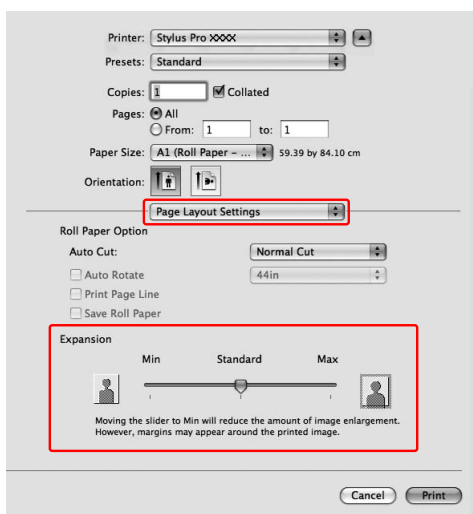 Printer: Stylus Pro XXXX
Presets: Standard
Copies: 1 Collated
Pages: All
From: 1 to: 1
Paper Size: A1 (Roll Paper – ... 59.39 by 84.10 cm
Orientation:
Page Layout Settings
Roll Paper Option
Auto Cut: Normal Cut
Auto Rotate 44in
Print Page Line
Save Roll Paper
Expansion
Min Standard Max
Moving the slider to Min will reduce the amount of image enlargement.
However, margins may appear around the printed image.
Cancel Print